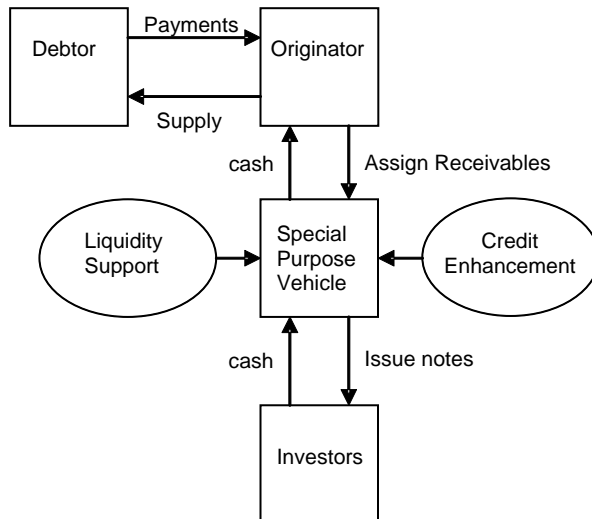 Payments
Debtor
Originator
Supply
cash
Assign Receivables
Liquidity
Support
Special
Purpose
Vehicle
Credit
Enhancement
cash
Issue notes
Investors